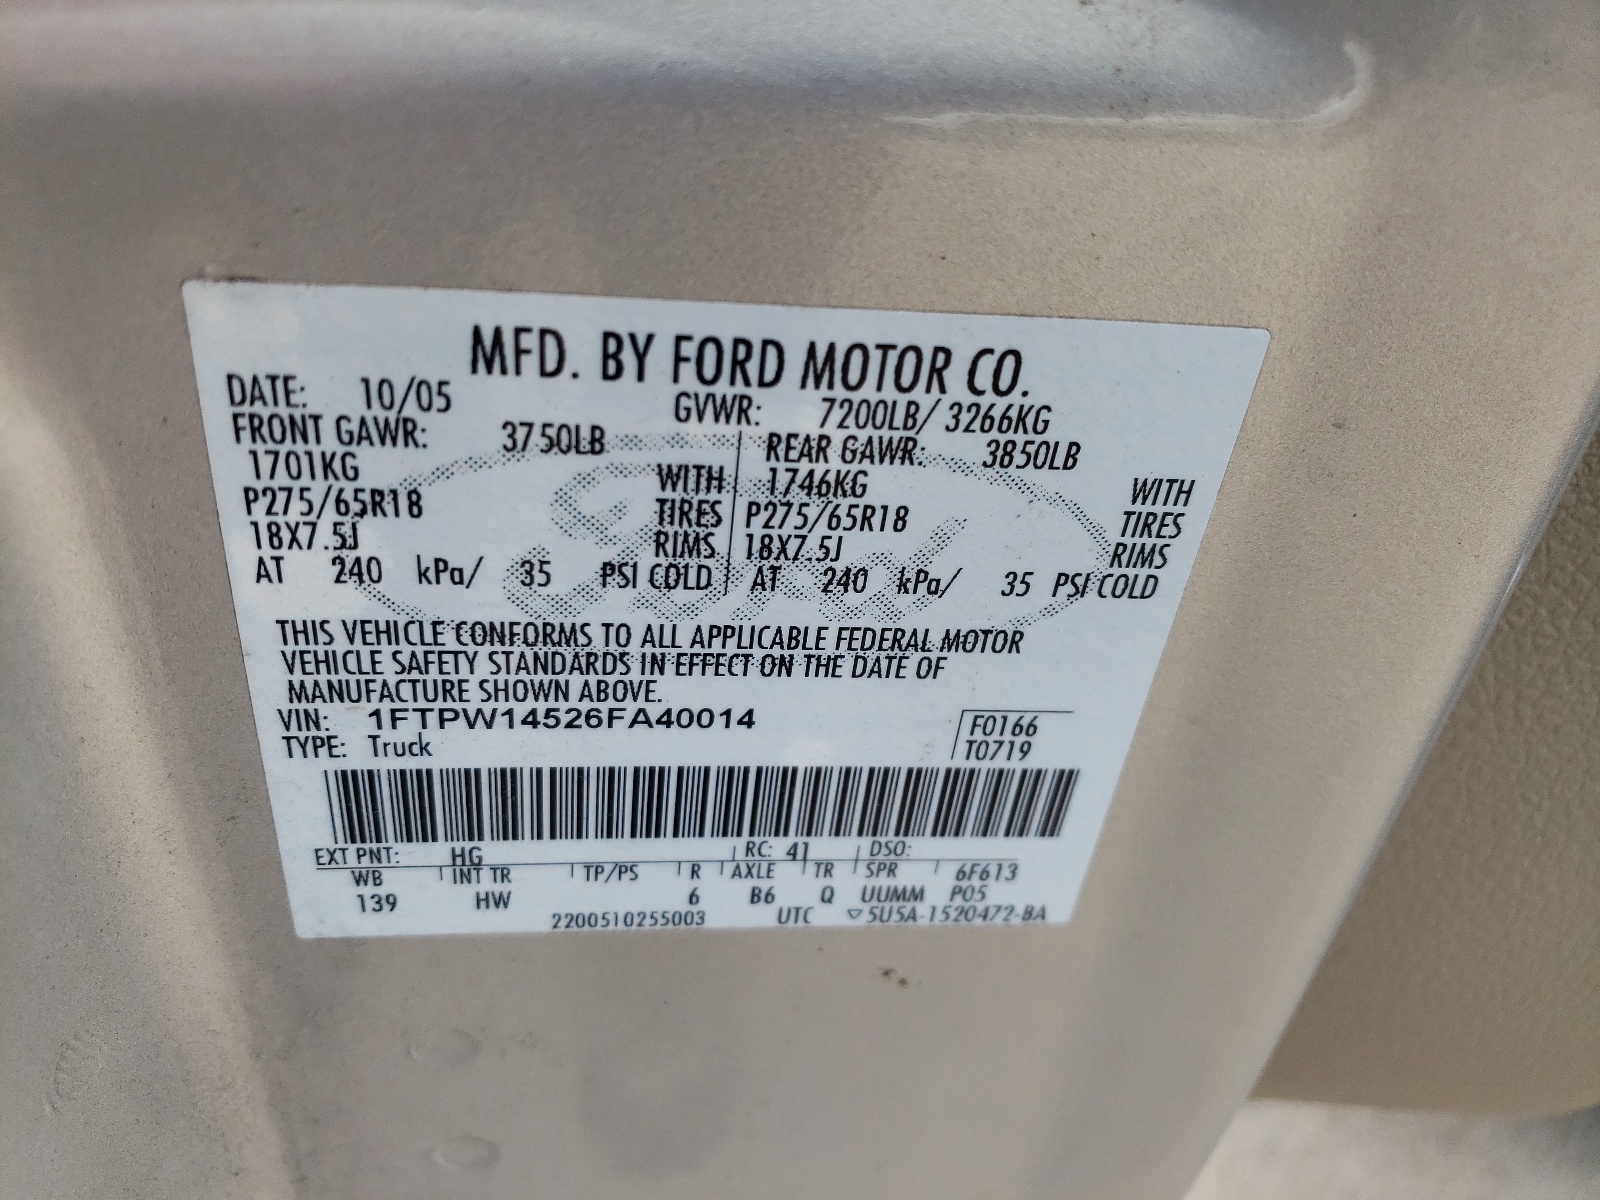 MFD. BY FORD MOTOR CO.
DATE: 10/05 GVWR: 7200LB/ 3266KG
FRONT GAWR: 3750LB REAR GAWR: 3850LB
1701KG WITH 1746KG WITH
P275/65R18 TIRES P275/65R18 TIRES
18X7.5J RIMS 18X7.5J RIMS
AT 240 kPa/ 35 PSI COLD AT 240 kPa/ 35 PSI COLD
Ford
THIS VEHICLE CONFORMS TO ALL APPLICABLE FEDERAL MOTOR
VEHICLE SAFETY STANDARDS IN EFFECT ON THE DATE OF
MANUFACTURE SHOWN ABOVE.
VIN: 1FTPW14526FA40014 F0166
TYPE: Truck T0719
EXT PNT: HG RC: 41 DSO:
WB INT TR TP/PS R AXLE TR SPR 6F613
139 HW 6 B6 Q UUMM P05
2200510255003 UTC ▽5U5A-1520472-BA